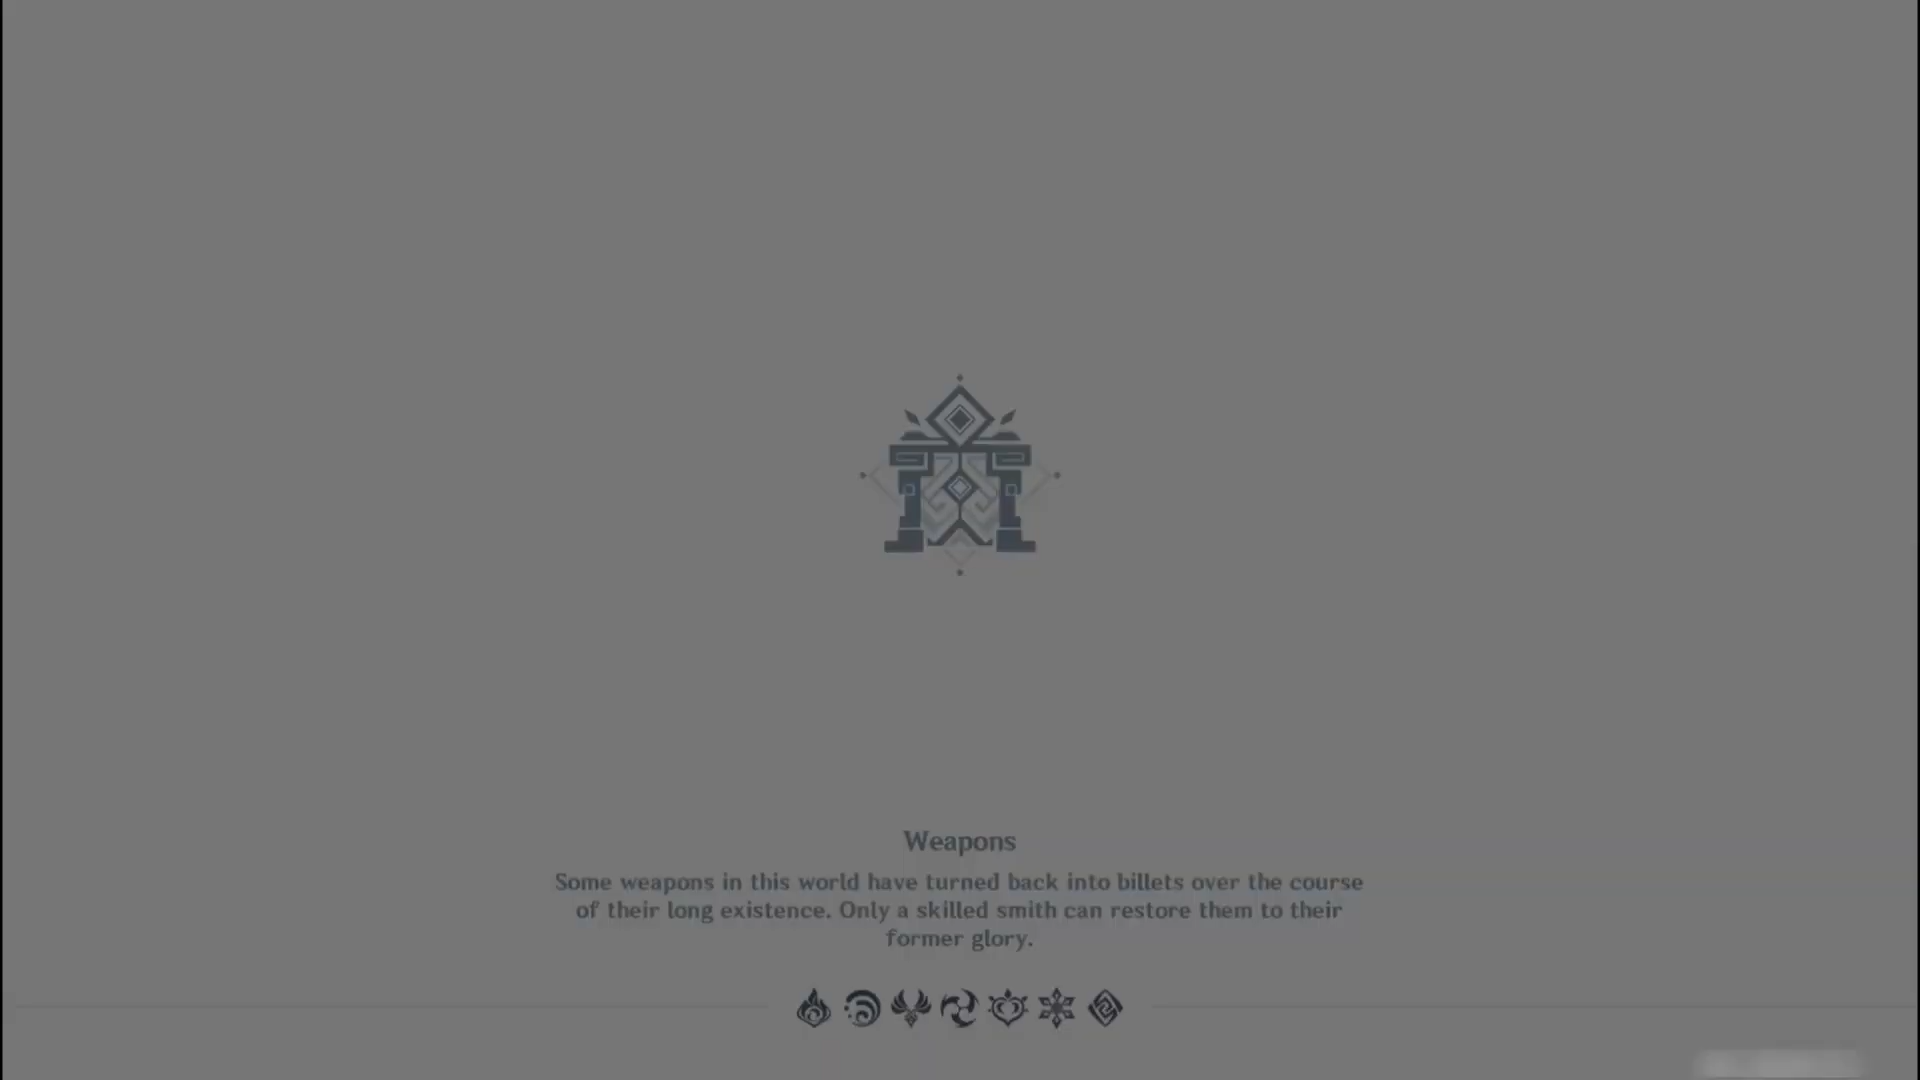 Weapons
Some weapons in this world have turned back into billets over the course
of their long existence. Only a skilled smith can restore them to their
former glory.